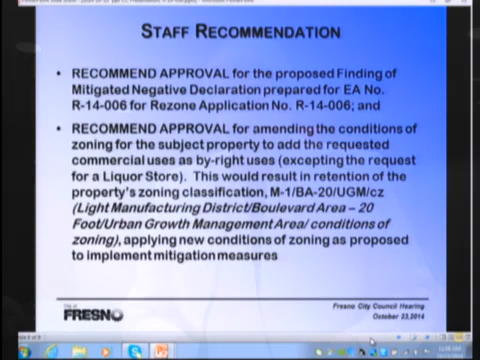 STAFF RECOMMENDATION
• RECOMMEND APPROVAL for the proposed Finding of
Mitigated Negative Declaration prepared for EA No.
R-14-006 for Rezone Application No. R-14-006; and
• RECOMMEND APPROVAL for amending the conditions of
zoning for the subject property to add the requested
commercial uses as by-right uses (excepting the request
for a Liquor Store). This would result in retention of the
property's zoning classification, M-1/BA-20/UGM/cz
(Light Manufacturing District/Boulevard Area – 20
Foot/Urban Growth Management Area/ conditions of
zoning), applying new conditions of zoning as proposed
to implement mitigation measures
City of
FRESNO
Fresno City Council Hearing
October 23, 2014